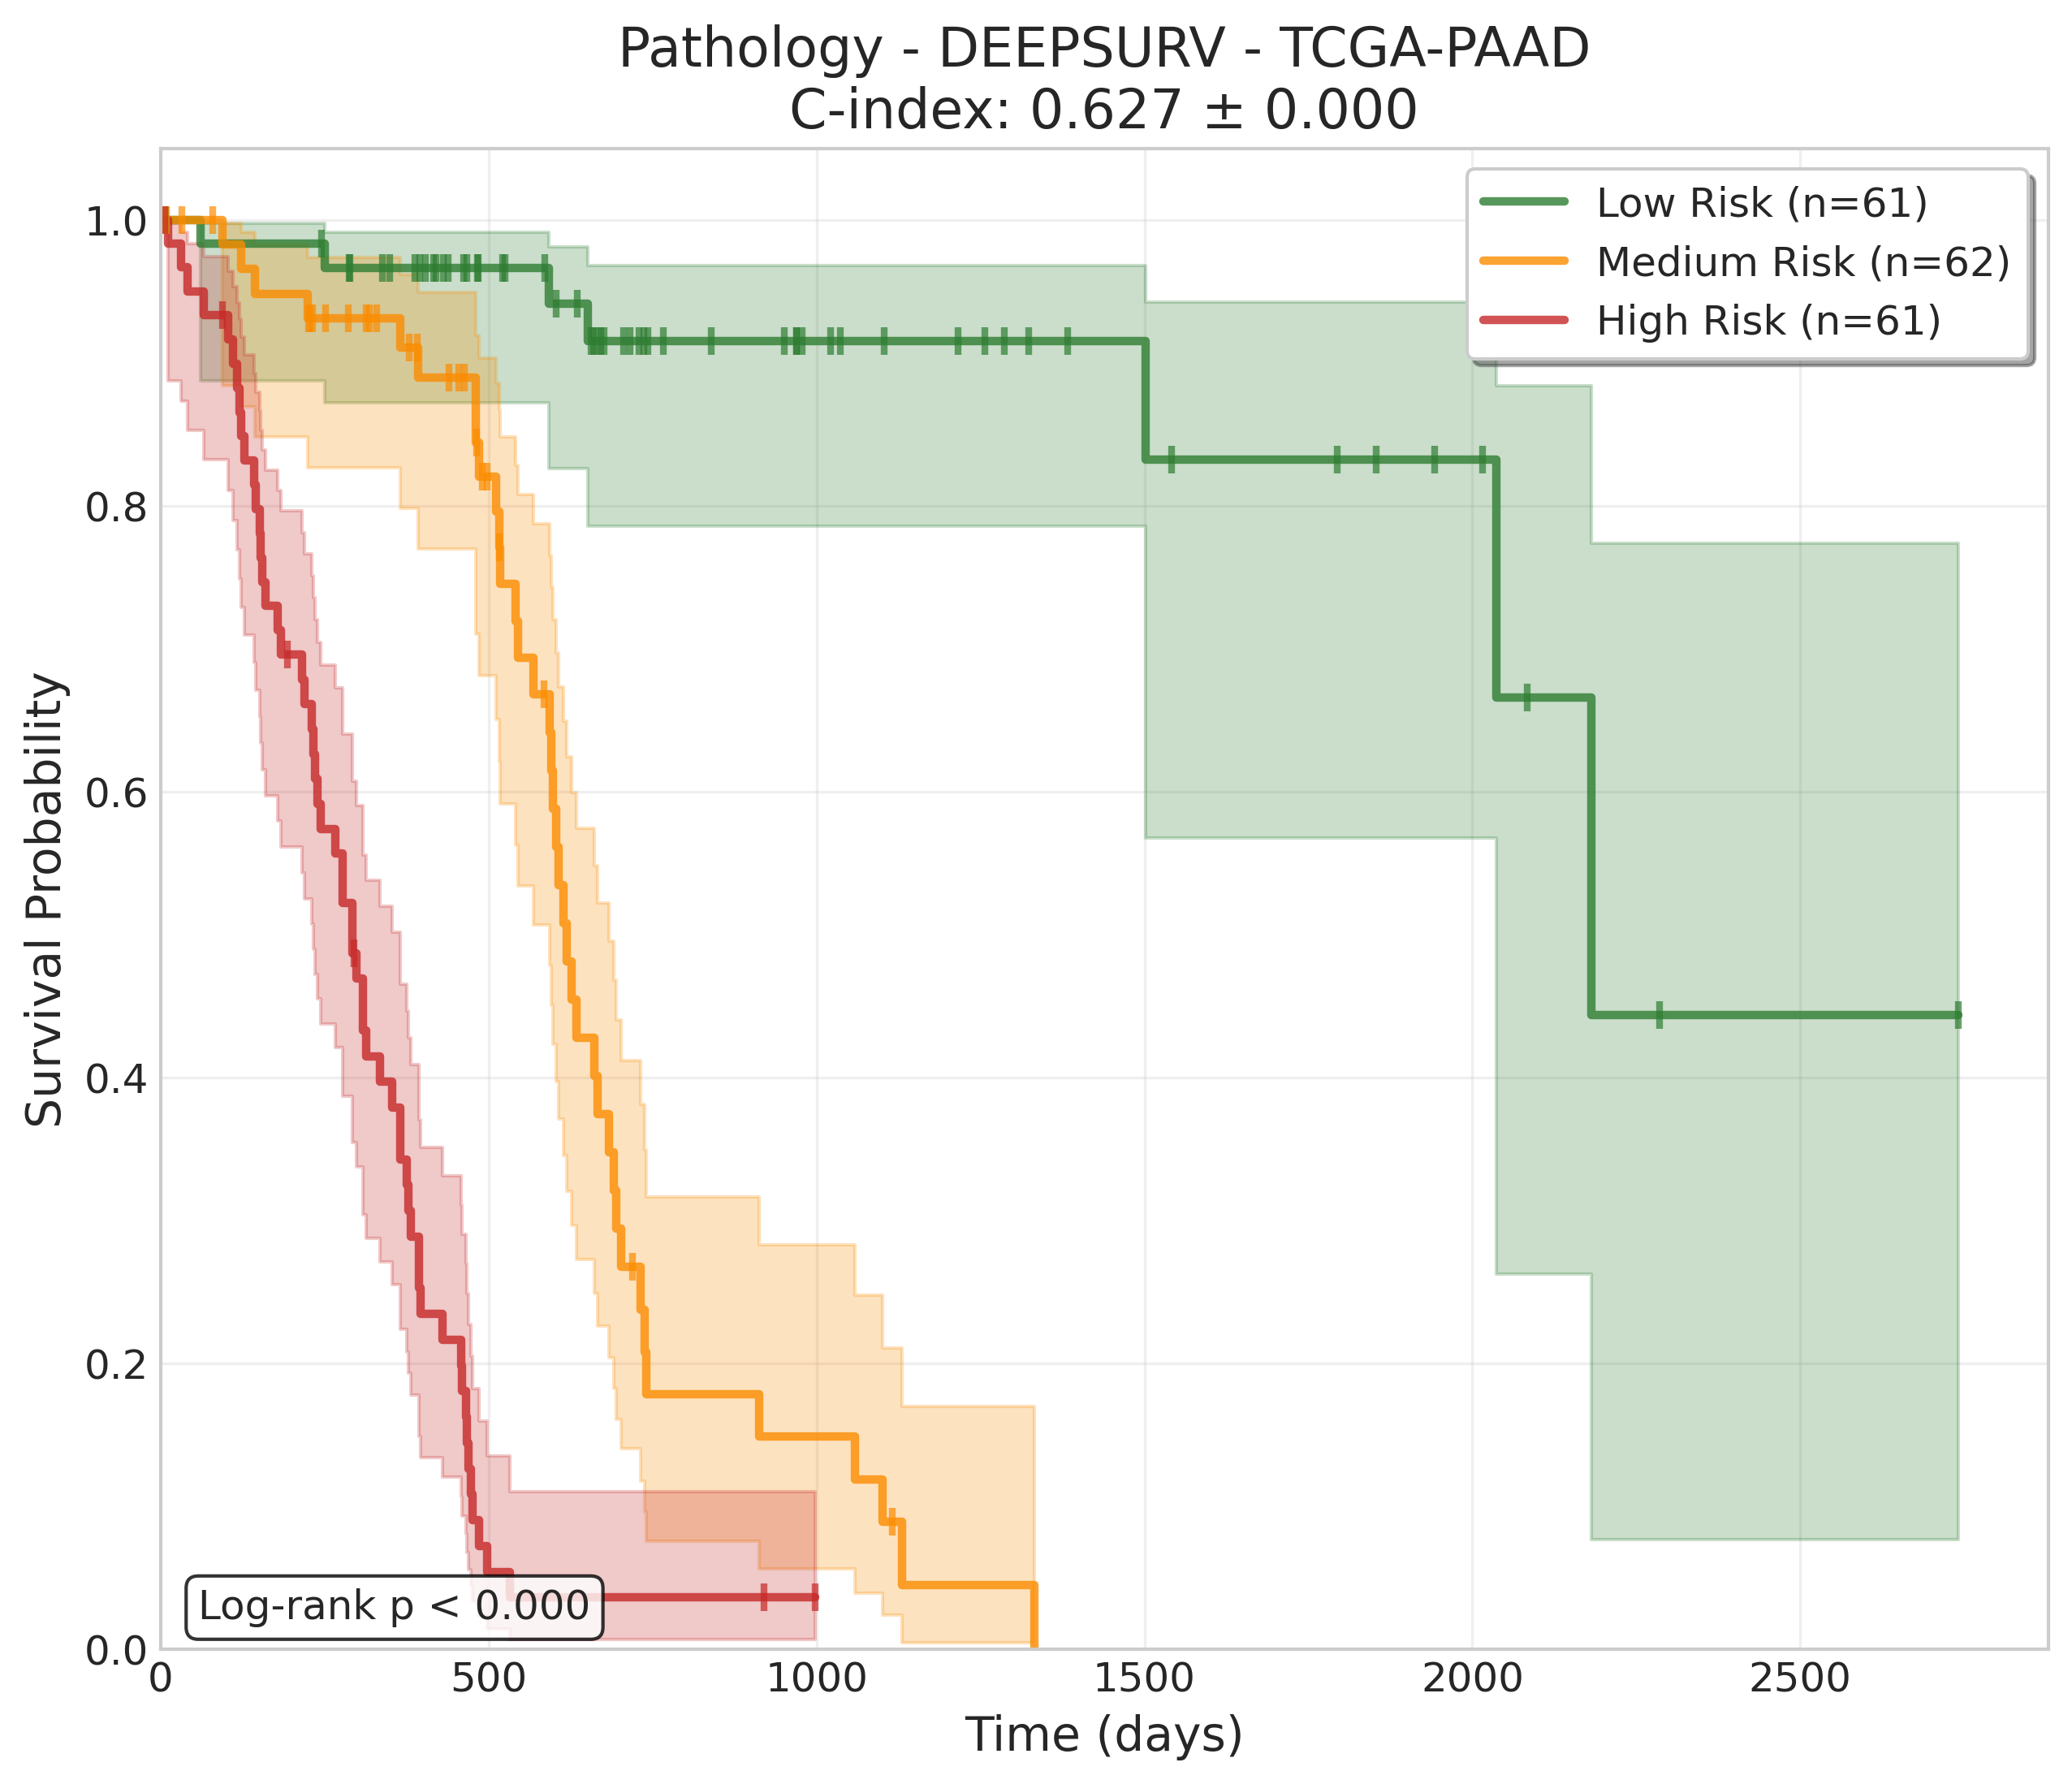 Pathology - DEEPSURV - TCGA-PAAD
C-index: 0.627 ± 0.000
Low Risk (n=61)
Medium Risk (n=62)
High Risk (n=61)
Survival Probability
1.0
0.8
0.6
0.4
0.2
0.0
Log-rank p < 0.000
0
500
1000
1500
2000
2500
Time (days)